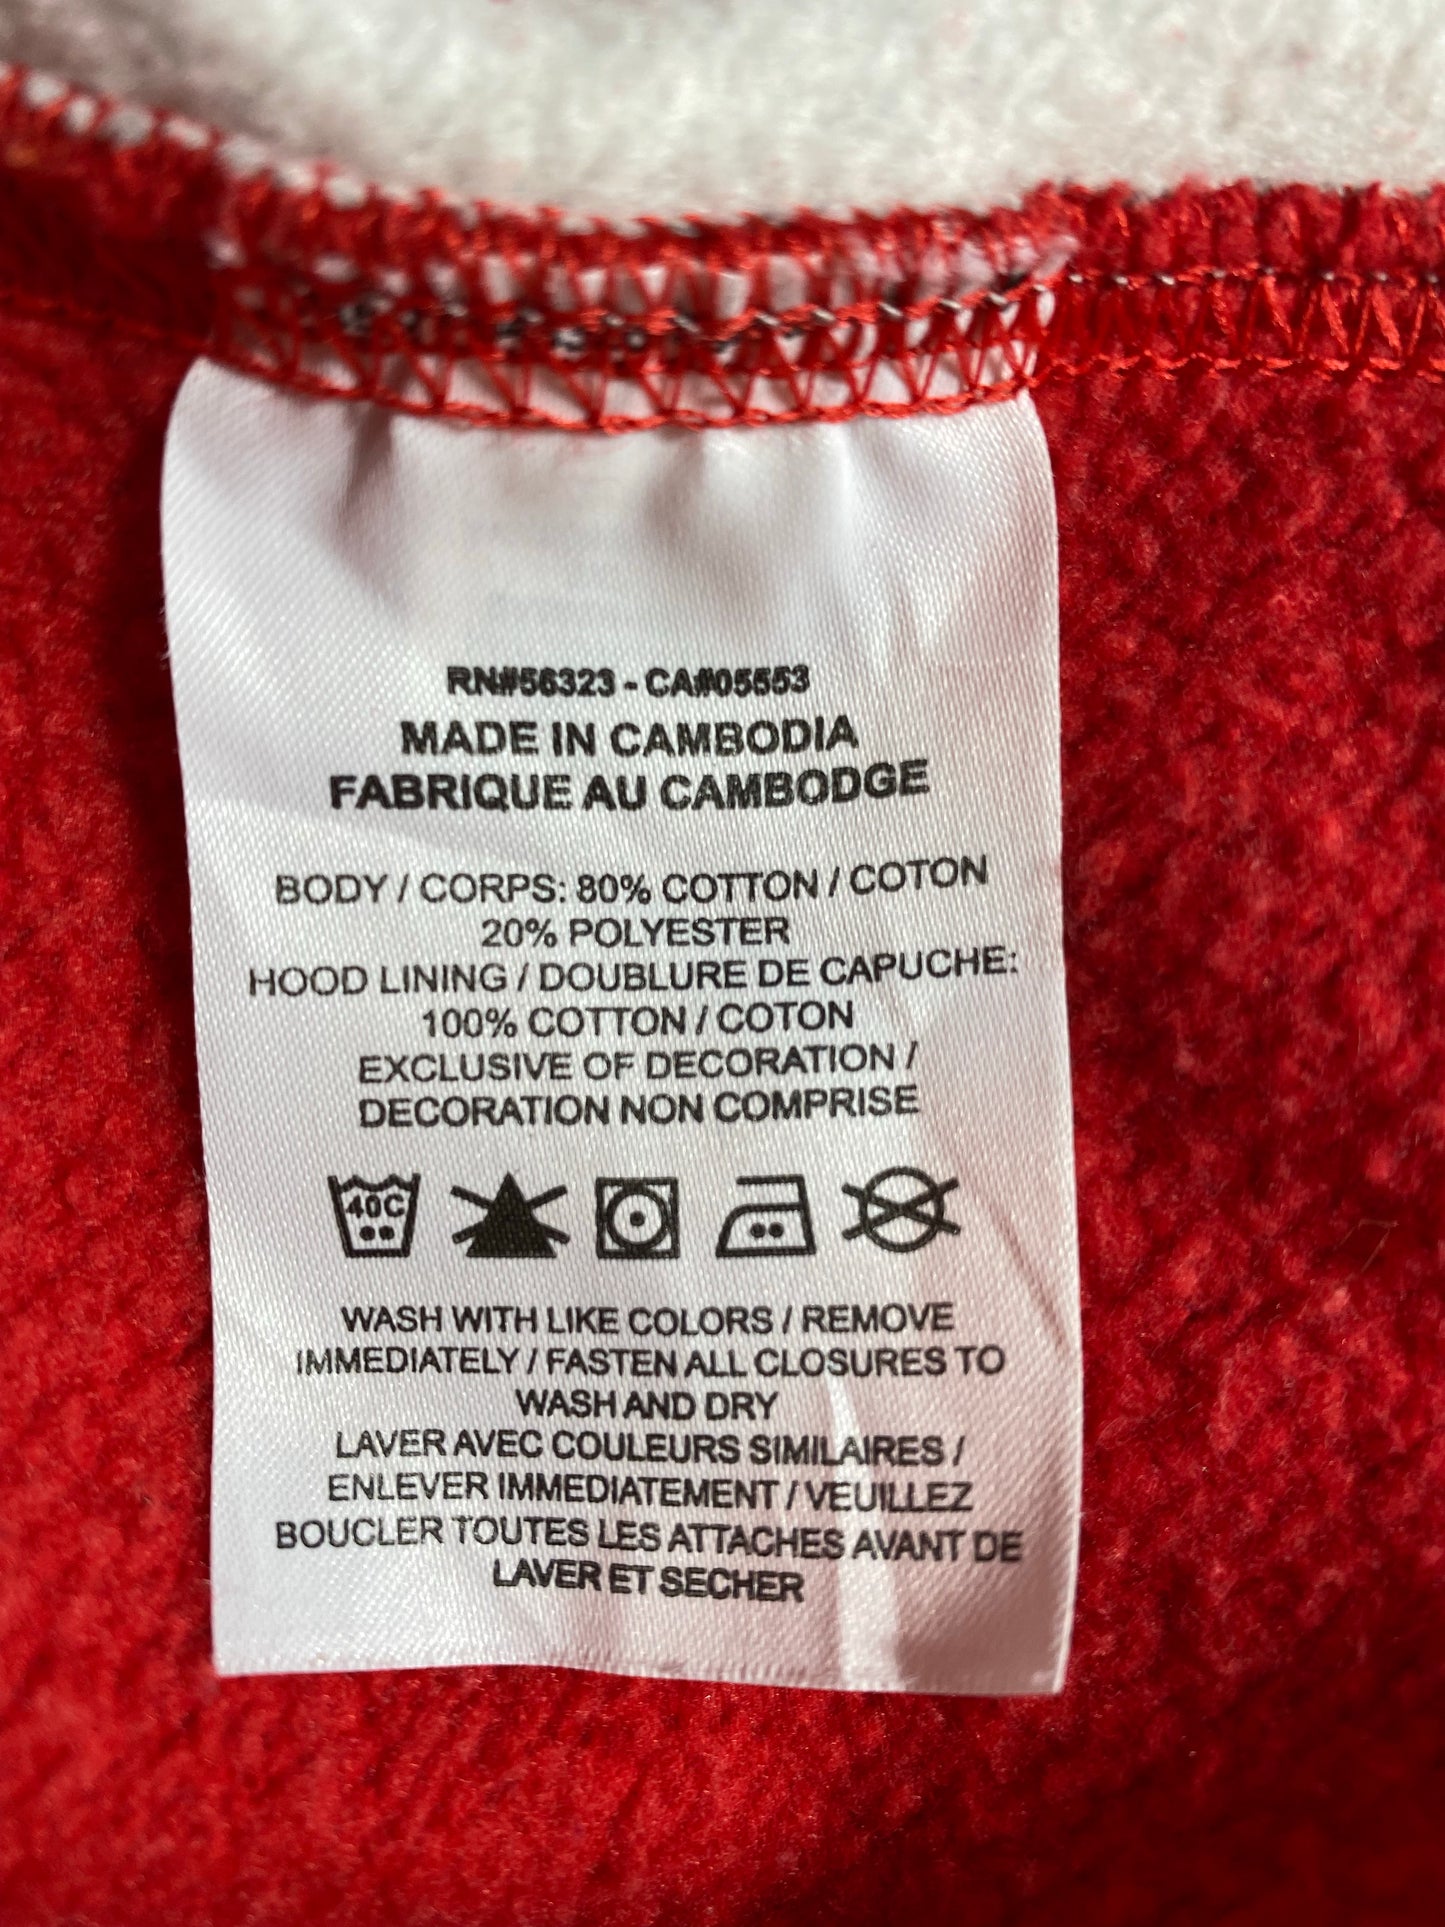 RN#56323 - CA#05553
MADE IN CAMBODIA
FABRIQUE AU CAMBODGE
BODY / CORPS: 80% COTTON / COTON
20% POLYESTER
HOOD LINING / DOUBLURE DE CAPUCHE:
100% COTTON / COTON
EXCLUSIVE OF DECORATION /
DECORATION NON COMPRISE
40C
WASH WITH LIKE COLORS / REMOVE
IMMEDIATELY / FASTEN ALL CLOSURES TO
WASH AND DRY
LAVER AVEC COULEURS SIMILAIRES /
ENLEVER IMMEDIATEMENT / VEUILLEZ
BOUCLER TOUTES LES ATTACHES AVANT DE
LAVER ET SECHER